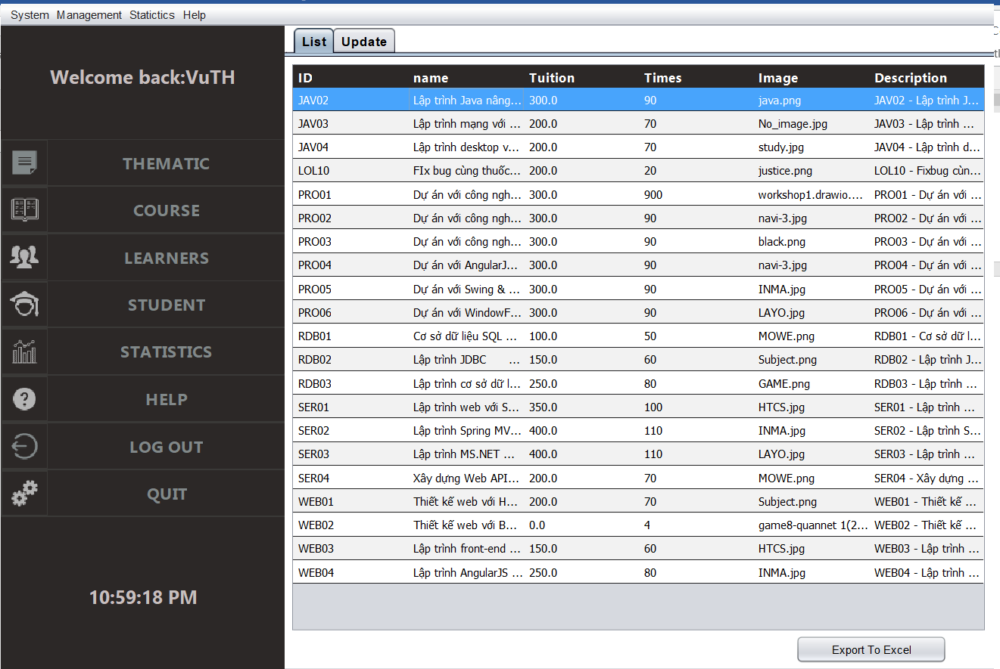 System Management Statictics Help
List Update
Welcome back:VuTH
THEMATIC
COURSE
LEARNERS
STUDENT
STATISTICS
HELP
LOG OUT
QUIT
10:59:18 PM
ID name Tuition Times Image Description
JAV02 Lập trình Java nâng... 300.0 90 java.png JAV02 - Lập trình J...
JAV03 Lập trình mạng với ... 200.0 70 No_image.jpg JAV03 - Lập trình ...
JAV04 Lập trình desktop v... 200.0 70 study.jpg JAV04 - Lập trình d...
LOL10 FIx bug cùng thuốc... 200.0 20 justice.png LOL10 - Fixbug cùn...
PRO01 Dự án với công ngh... 300.0 900 workshop1.drawio.... PRO01 - Dự án với ...
PRO02 Dự án với công ngh... 300.0 90 navi-3.jpg PRO02 - Dự án với ...
PRO03 Dự án với công ngh... 300.0 90 black.png PRO03 - Dự án với ...
PRO04 Dự án với AngularJ... 300.0 90 navi-3.jpg PRO04 - Dự án với ...
PRO05 Dự án với Swing & ... 300.0 90 INMA.jpg PRO05 - Dự án với ...
PRO06 Dự án với WindowF... 300.0 90 LAYO.jpg PRO06 - Dự án với ...
RDB01 Cơ sở dữ liệu SQL ... 100.0 50 MOWE.png RDB01 - Cơ sở dữ l...
RDB02 Lập trình JDBC ... 150.0 60 Subject.png RDB02 - Lập trình J...
RDB03 Lập trình cơ sở dữ l... 250.0 80 GAME.png RDB03 - Lập trình ...
SER01 Lập trình web với S... 350.0 100 HTCS.jpg SER01 - Lập trình ...
SER02 Lập trình Spring MV... 400.0 110 INMA.jpg SER02 - Lập trình S...
SER03 Lập trình MS.NET ... 400.0 110 LAYO.jpg SER03 - Lập trình ...
SER04 Xây dựng Web API... 200.0 70 MOWE.png SER04 - Xây dựng ...
WEB01 Thiết kế web với H... 200.0 70 Subject.png WEB01 - Thiết kế ...
WEB02 Thiết kế web với B... 0.0 4 game8-quannet 1(2... WEB02 - Thiết kế ...
WEB03 Lập trình front-end ... 150.0 60 HTCS.jpg WEB03 - Lập trình ...
WEB04 Lập trình AngularJS ... 250.0 80 INMA.jpg WEB04 - Lập trình ...
Export To Excel